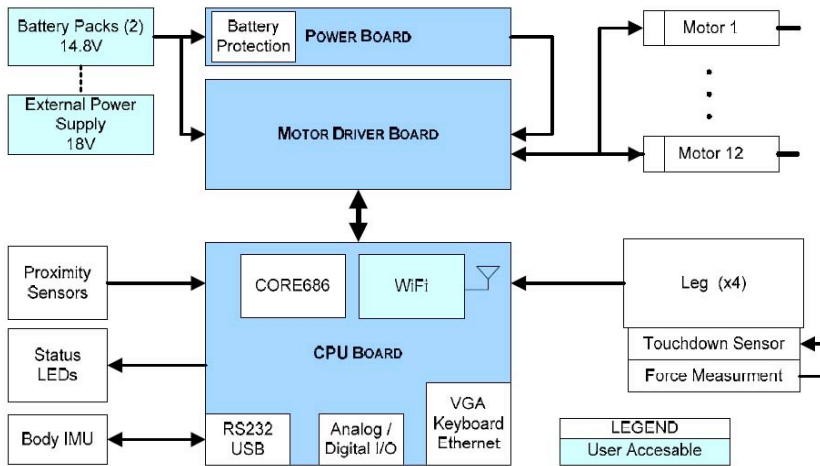 Battery Packs (2)
14.8V
Battery
Protection
POWER BOARD
Motor 1
External Power
Supply
18V
MOTOR DRIVER BOARD
Motor 12
Proximity
Sensors
CORE686
WiFi
Leg (x4)
Status
LEDs
CPU BOARD
Touchdown Sensor
Force Measurment
Body IMU
RS232
USB
Analog /
Digital I/O
VGA
Keyboard
Ethernet
LEGEND
User Accesable